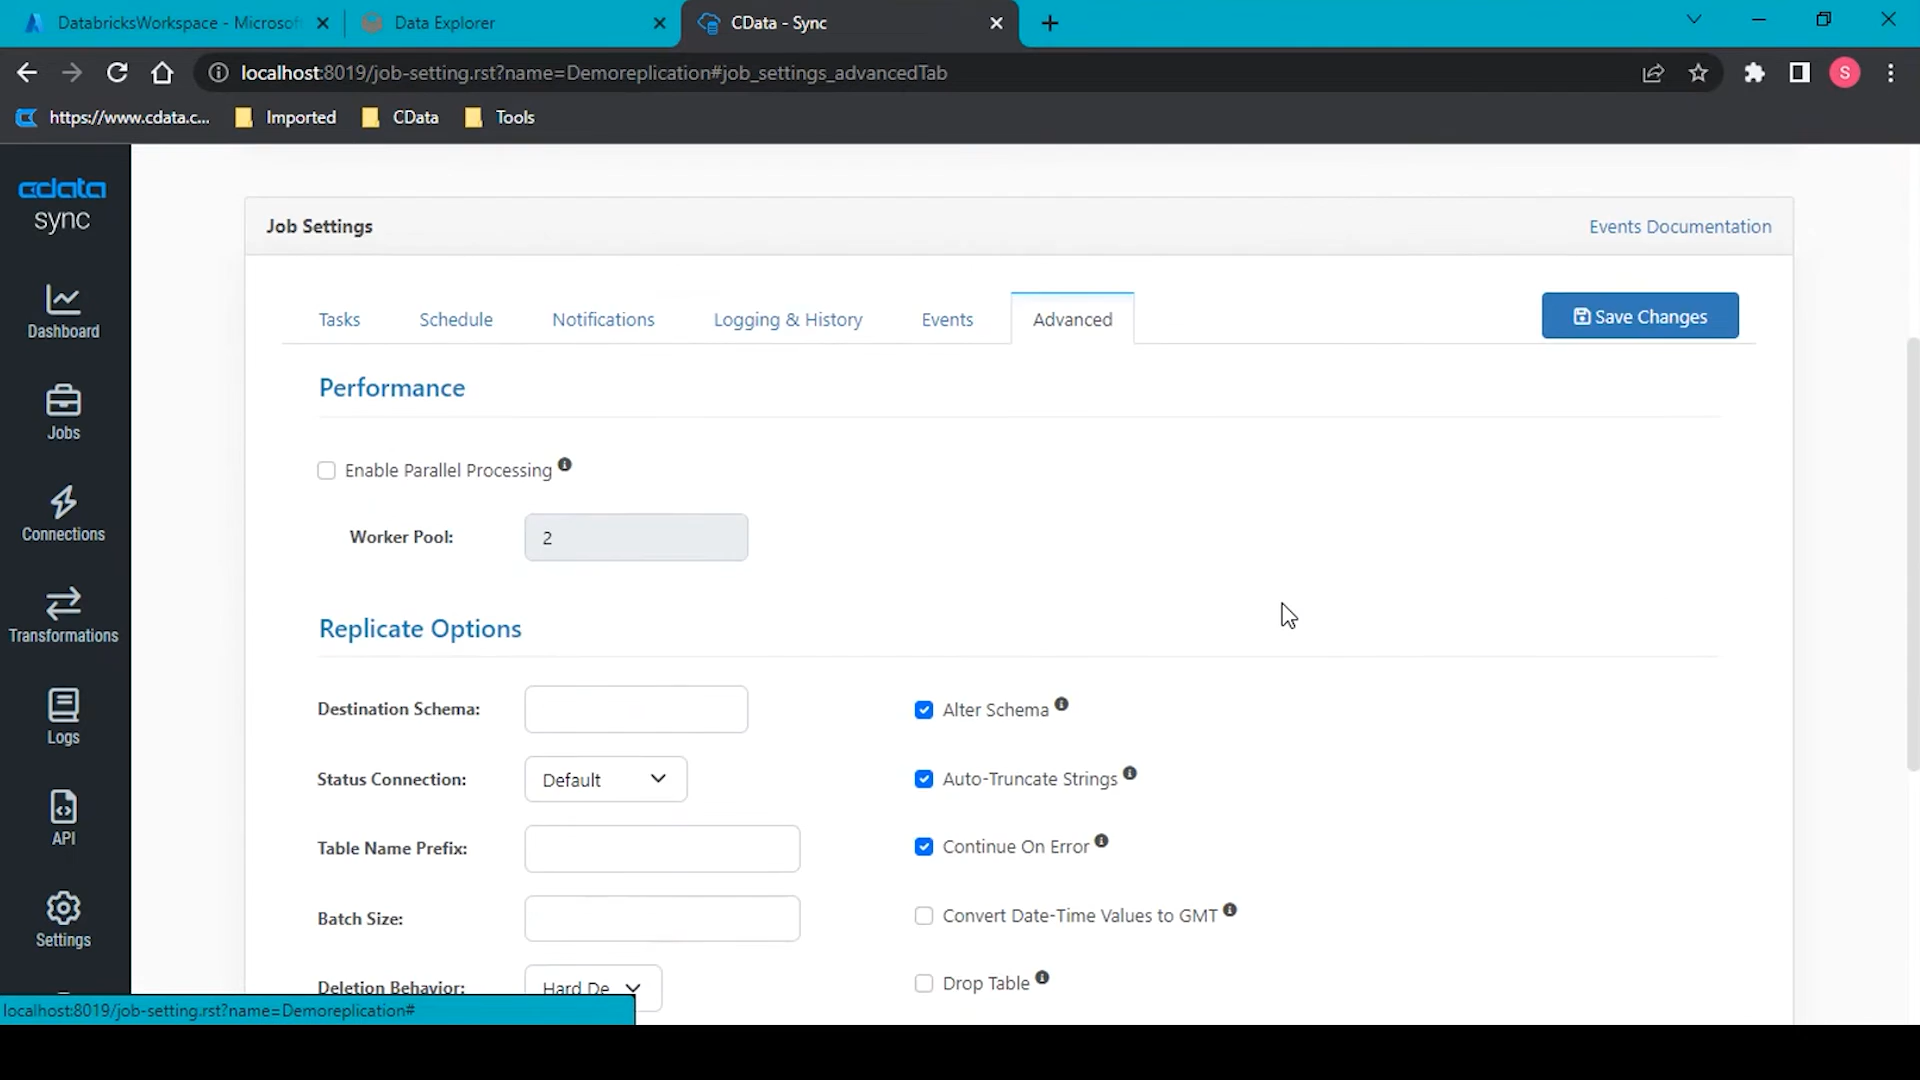 DatabricksWorkspace - Microsof
Data Explorer
CData - Sync
localhost:8019/job-setting.rst?name=Demoreplication#job_settings_advancedTab
S
https://www.cdata.c...
Imported
CData
Tools
cdata
sync
Dashboard
Jobs
Connections
Transformations
Logs
API
Settings
Job Settings
Events Documentation
Tasks
Schedule
Notifications
Logging & History
Events
Advanced
Save Changes
Performance
Enable Parallel Processing
Worker Pool:
2
Replicate Options
Destination Schema:
Alter Schema
Status Connection:
Default
Auto-Truncate Strings
Table Name Prefix:
Continue On Error
Batch Size:
Convert Date-Time Values to GMT
Deletion Behavior:
Hard De
Drop Table
localhost:8019/job-setting.rst?name=Demoreplication#